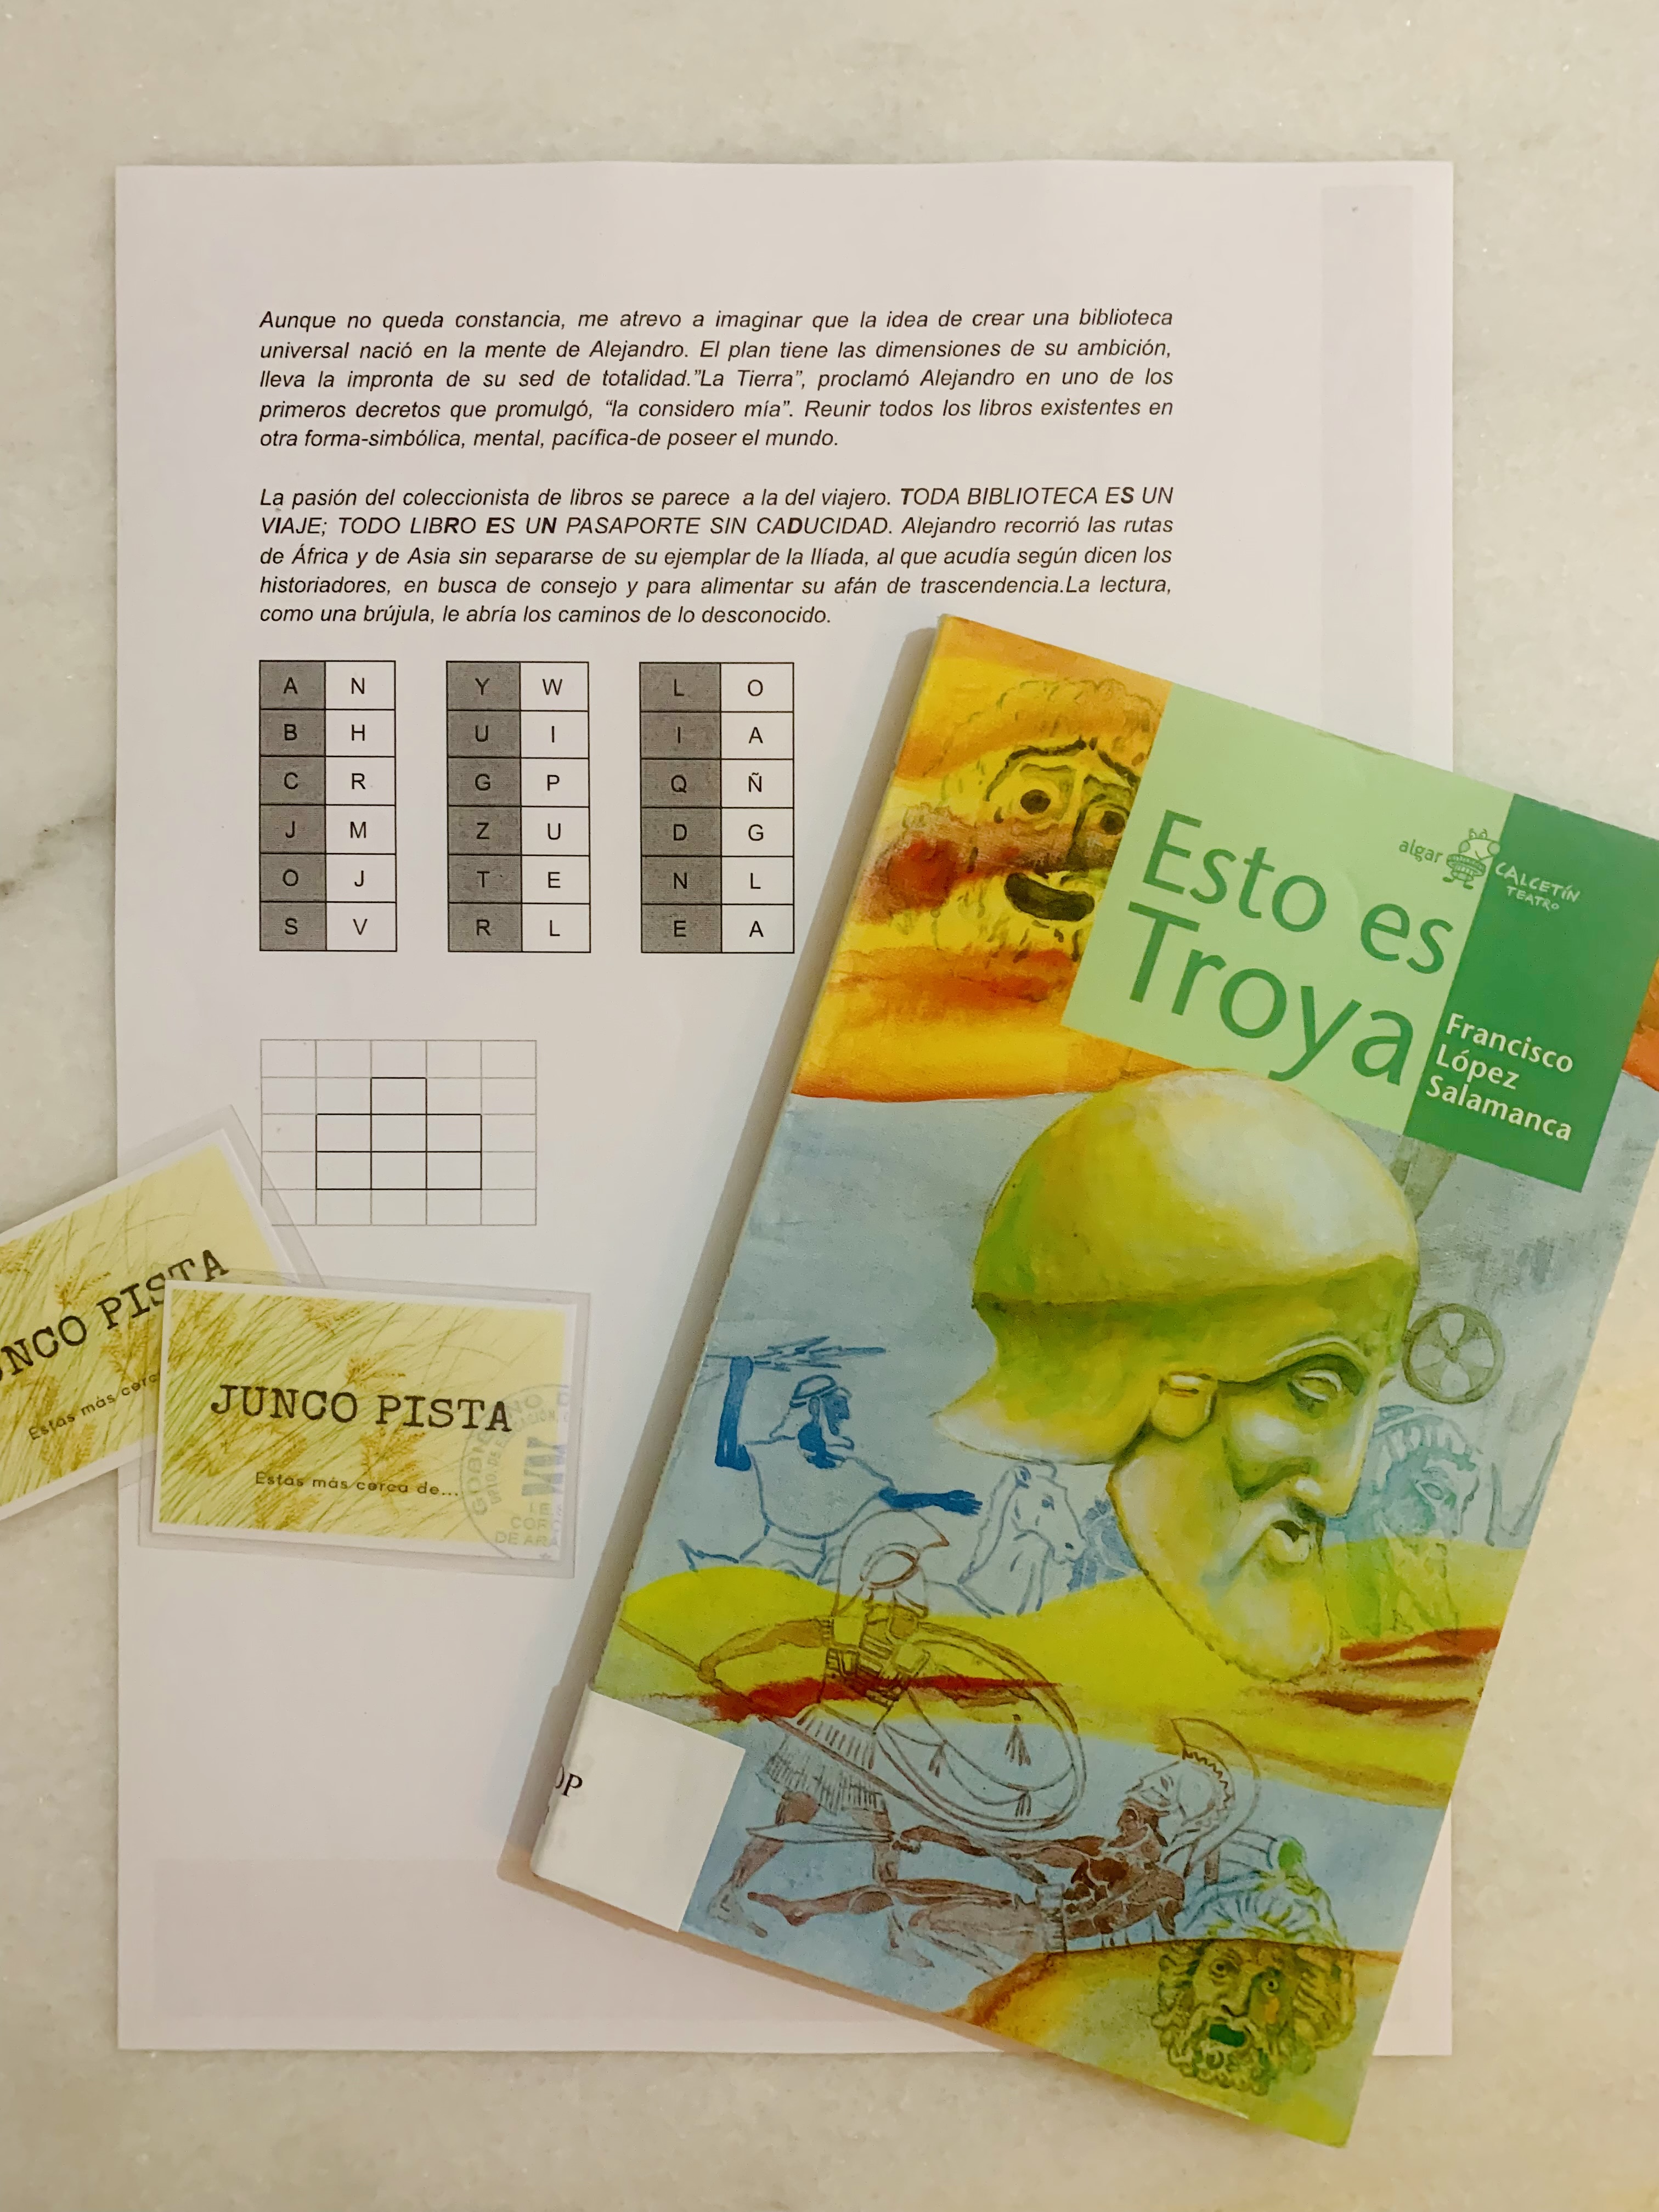 Aunque no queda constancia, me atrevo a imaginar que la idea de crear una biblioteca
universal nació en la mente de Alejandro. El plan tiene las dimensiones de su ambición,
lleva la impronta de su sed de totalidad.”La Tierra”, proclamó Alejandro en uno de los
primeros decretos que promulgó, “la considero mía”. Reunir todos los libros existentes en
otra forma-simbólica, mental, pacífica-de poseer el mundo.
La pasión del coleccionista de libros se parece a la del viajero. TODA BIBLIOTECA ES UN
VIAJE; TODO LIBRO ES UN PASAPORTE SIN CADUCIDAD. Alejandro recorrió las rutas
de África y de Asia sin separarse de su ejemplar de la Ilíada, al que acudía según dicen los
historiadores, en busca de consejo y para alimentar su afán de trascendencia.La lectura,
como una brújula, le abría los caminos de lo desconocido.
A N Y W L O
B H U I I A
C R G P Q Ñ
J M Z U D G
O J T E N L
S V R L E A
algar
CALCETÍN
TEATRO
Esto es
Troya
Francisco
López
Salamanca
PISTA
Estás más
JUNCO PISTA
Estás más cerca de...